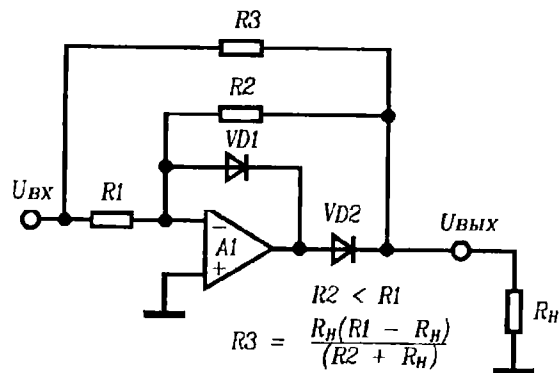 R3
R2
VD1
Uвх
R1
A1
−
+
VD2
Uвых
Rн
R2 < R1
R3 = Rн(R1 − Rн)
(R2 + Rн)